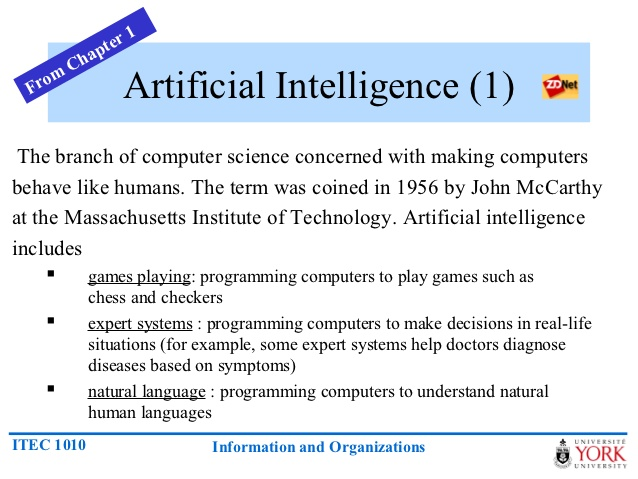 From Chapter 1
Artificial Intelligence (1)
ZDNet
The branch of computer science concerned with making computers
behave like humans. The term was coined in 1956 by John McCarthy
at the Massachusetts Institute of Technology. Artificial intelligence
includes
▪ games playing: programming computers to play games such as
chess and checkers
▪ expert systems : programming computers to make decisions in real-life
situations (for example, some expert systems help doctors diagnose
diseases based on symptoms)
▪ natural language : programming computers to understand natural
human languages
ITEC 1010
Information and Organizations
UNIVERSITÉ
YORK
UNIVERSITY